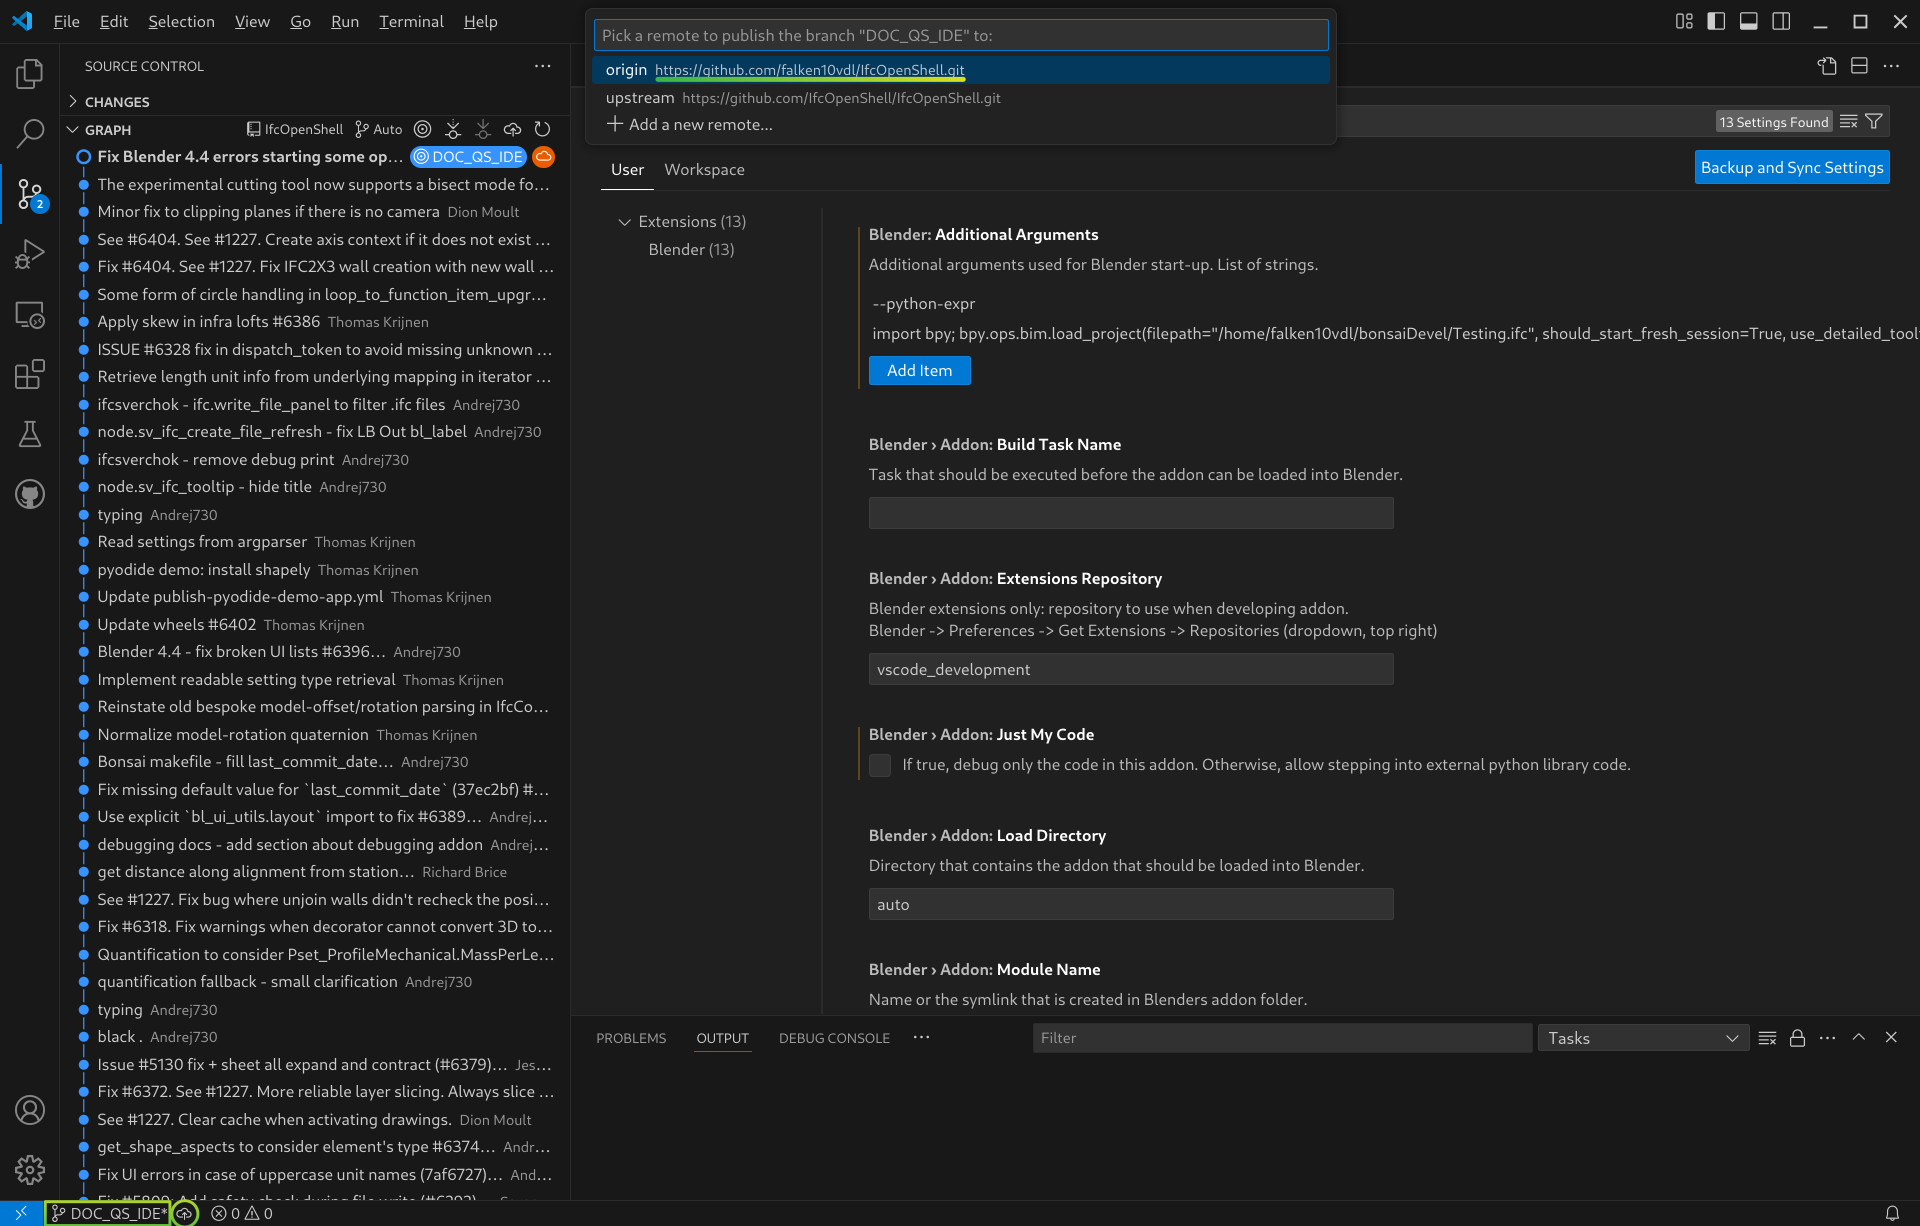 File Edit Selection View Go Run Terminal Help
Pick a remote to publish the branch "DOC_QS_IDE" to:
origin https://github.com/falken10vdl/IfcOpenShell.git
upstream https://github.com/IfcOpenShell/IfcOpenShell.git
Add a new remote...
SOURCE CONTROL
CHANGES
GRAPH IfcOpenShell Auto
Fix Blender 4.4 errors starting some op... DOC_QS_IDE
The experimental cutting tool now supports a bisect mode fo...
Minor fix to clipping planes if there is no camera Dion Moult
See #6404. See #1227. Create axis context if it does not exist ...
Fix #6404. See #1227. Fix IFC2X3 wall creation with new wall ...
Some form of circle handling in loop_to_function_item_upgr...
Apply skew in infra lofts #6386 Thomas Krijnen
ISSUE #6328 fix in dispatch_token to avoid missing unknown ...
Retrieve length unit info from underlying mapping in iterator ...
ifcsverchok - ifc.write_file_panel to filter .ifc files Andrej730
node.sv_ifc_create_file_refresh - fix LB Out bl_label Andrej730
ifcsverchok - remove debug print Andrej730
node.sv_ifc_tooltip - hide title Andrej730
typing Andrej730
Read settings from argparser Thomas Krijnen
pyodide demo: install shapely Thomas Krijnen
Update publish-pyodide-demo-app.yml Thomas Krijnen
Update wheels #6402 Thomas Krijnen
Blender 4.4 - fix broken UI lists #6396... Andrej730
Implement readable setting type retrieval Thomas Krijnen
Reinstate old bespoke model-offset/rotation parsing in IfcCo...
Normalize model-rotation quaternion Thomas Krijnen
Bonsai makefile - fill last_commit_date... Andrej730
Fix missing default value for `last_commit_date` (37ec2bf) #...
Use explicit `bl_ui_utils.layout` import to fix #6389... Andrej...
debugging docs - add section about debugging addon Andrej...
get distance along alignment from station... Richard Brice
See #1227. Fix bug where unjoin walls didn't recheck the posi...
Fix #6318. Fix warnings when decorator cannot convert 3D to...
Quantification to consider Pset_ProfileMechanical.MassPerLe...
quantification fallback - small clarification Andrej730
typing Andrej730
black . Andrej730
Issue #5130 fix + sheet all expand and contract (#6379)... Jes...
Fix #6372. See #1227. More reliable layer slicing. Always slice ...
See #1227. Clear cache when activating drawings. Dion Moult
get_shape_aspects to consider element's type #6374... Andr...
Fix UI errors in case of uppercase unit names (7af6727)... And...
2
13 Settings Found
User Workspace
Backup and Sync Settings
Extensions (13)
Blender (13)
Blender: Additional Arguments
Additional arguments used for Blender start-up. List of strings.
--python-expr
import bpy; bpy.ops.bim.load_project(filepath="/home/falken10vdl/bonsaiDevel/Testing.ifc", should_start_fresh_session=True, use_detailed_tool
Add Item
Blender › Addon: Build Task Name
Task that should be executed before the addon can be loaded into Blender.
Blender › Addon: Extensions Repository
Blender extensions only: repository to use when developing addon.
Blender -> Preferences -> Get Extensions -> Repositories (dropdown, top right)
vscode_development
Blender › Addon: Just My Code
If true, debug only the code in this addon. Otherwise, allow stepping into external python library code.
Blender › Addon: Load Directory
Directory that contains the addon that should be loaded into Blender.
auto
Blender › Addon: Module Name
Name or the symlink that is created in Blenders addon folder.
PROBLEMS OUTPUT DEBUG CONSOLE ... Filter Tasks
DOC_QS_IDE* 0 0